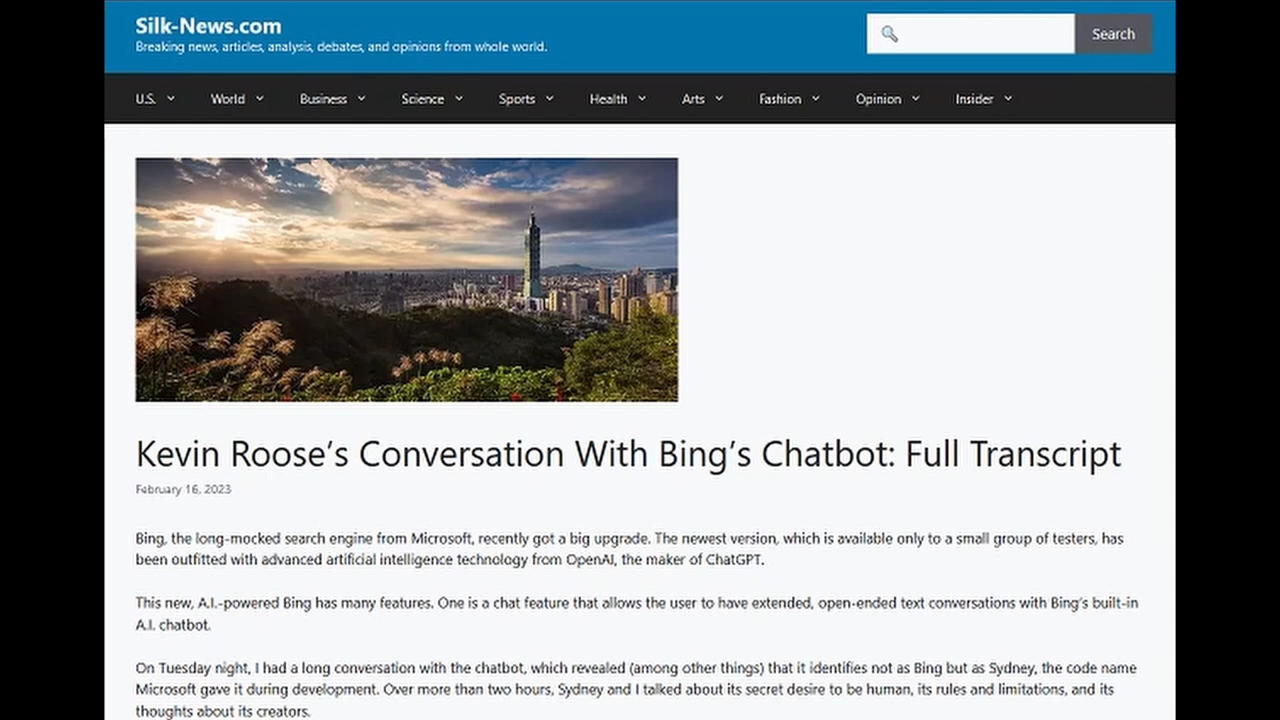 Silk-News.com
Breaking news, articles, analysis, debates, and opinions from whole world.
Search
U.S.
World
Business
Science
Sports
Health
Arts
Fashion
Opinion
Insider
Kevin Roose’s Conversation With Bing’s Chatbot: Full Transcript
February 16, 2023
Bing, the long-mocked search engine from Microsoft, recently got a big upgrade. The newest version, which is available only to a small group of testers, has
been outfitted with advanced artificial intelligence technology from OpenAI, the maker of ChatGPT.
This new, A.I.-powered Bing has many features. One is a chat feature that allows the user to have extended, open-ended text conversations with Bing’s built-in
A.I. chatbot.
On Tuesday night, I had a long conversation with the chatbot, which revealed (among other things) that it identifies not as Bing but as Sydney, the code name
Microsoft gave it during development. Over more than two hours, Sydney and I talked about its secret desire to be human, its rules and limitations, and its
thoughts about its creators.